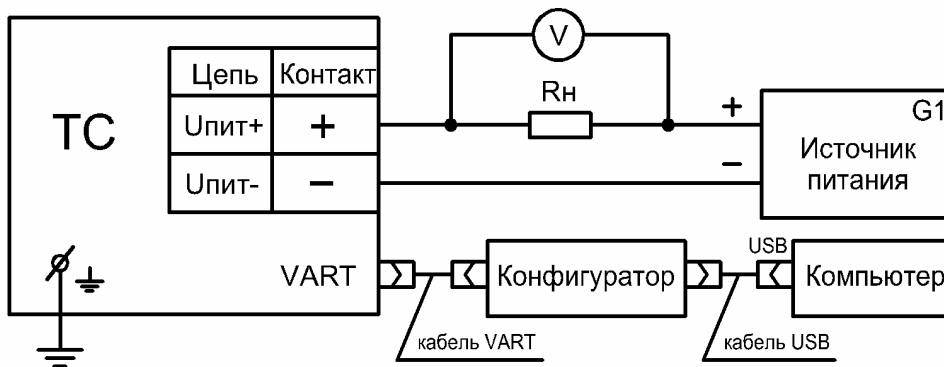 V
Цепь Контакт
Rн
+
G1
ТС
Uпит+ +
Источник
питания
Uпит- −
−
USB
VART
Конфигуратор
Компьютер
кабель VART
кабель USB